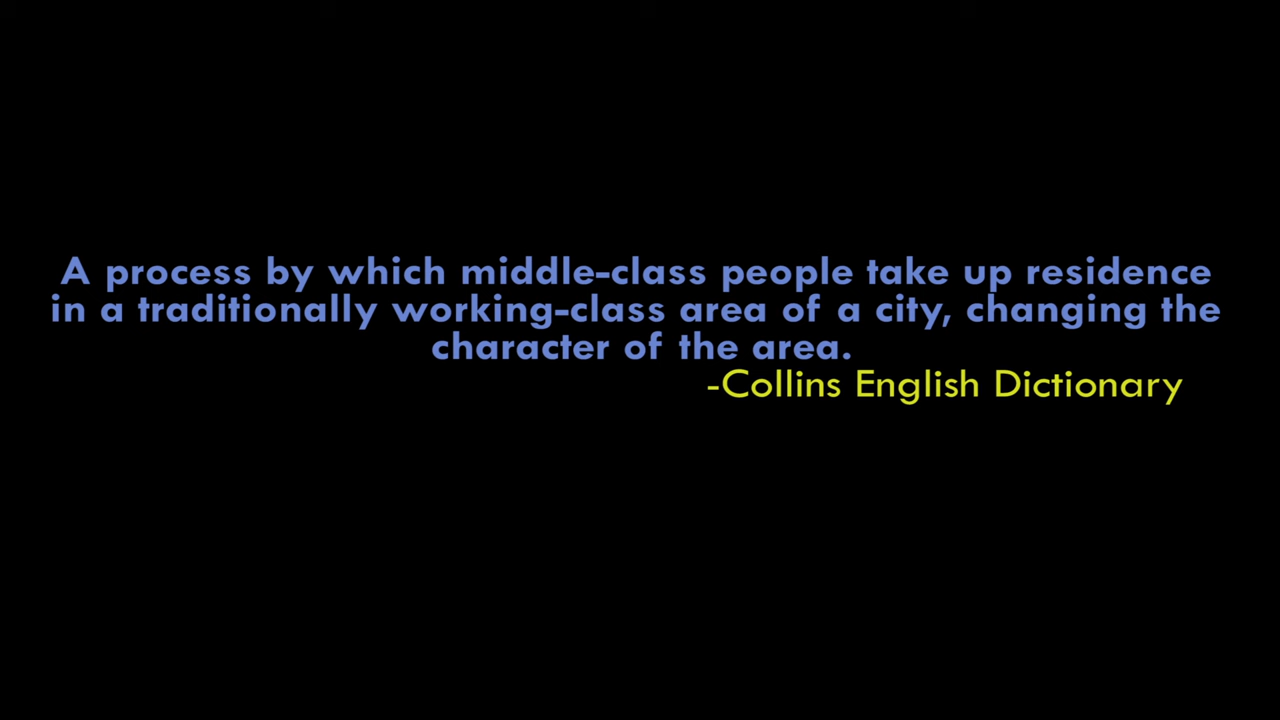 A process by which middle-class people take up residence
in a traditionally working-class area of a city, changing the
character of the area.
-Collins English Dictionary